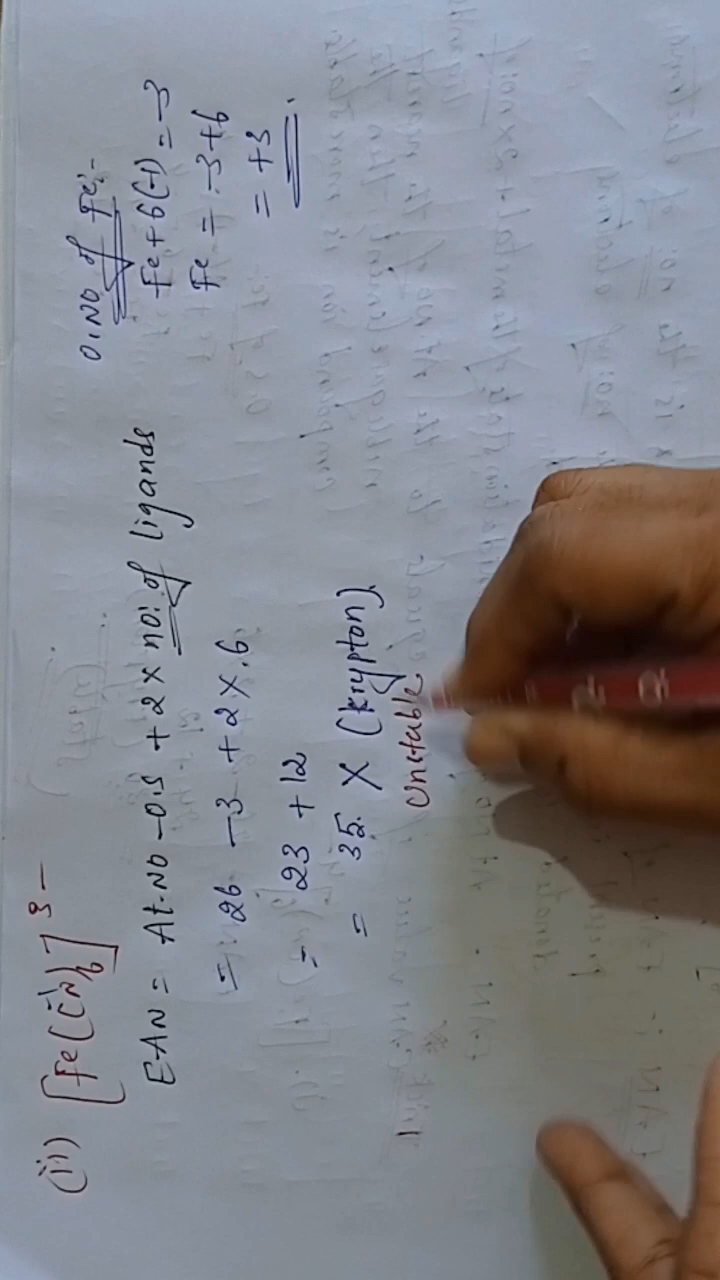 (ii) [Fe(CN)6]3-
EAN = At.No - O.S + 2 x no: of ligands
= 26 - 3 + 2 x 6
= 23 + 12
= 35. X (krypton).
Unstable
O.No of Fe:-
Fe + 6(-1) = -3
Fe = -3+6
= +3